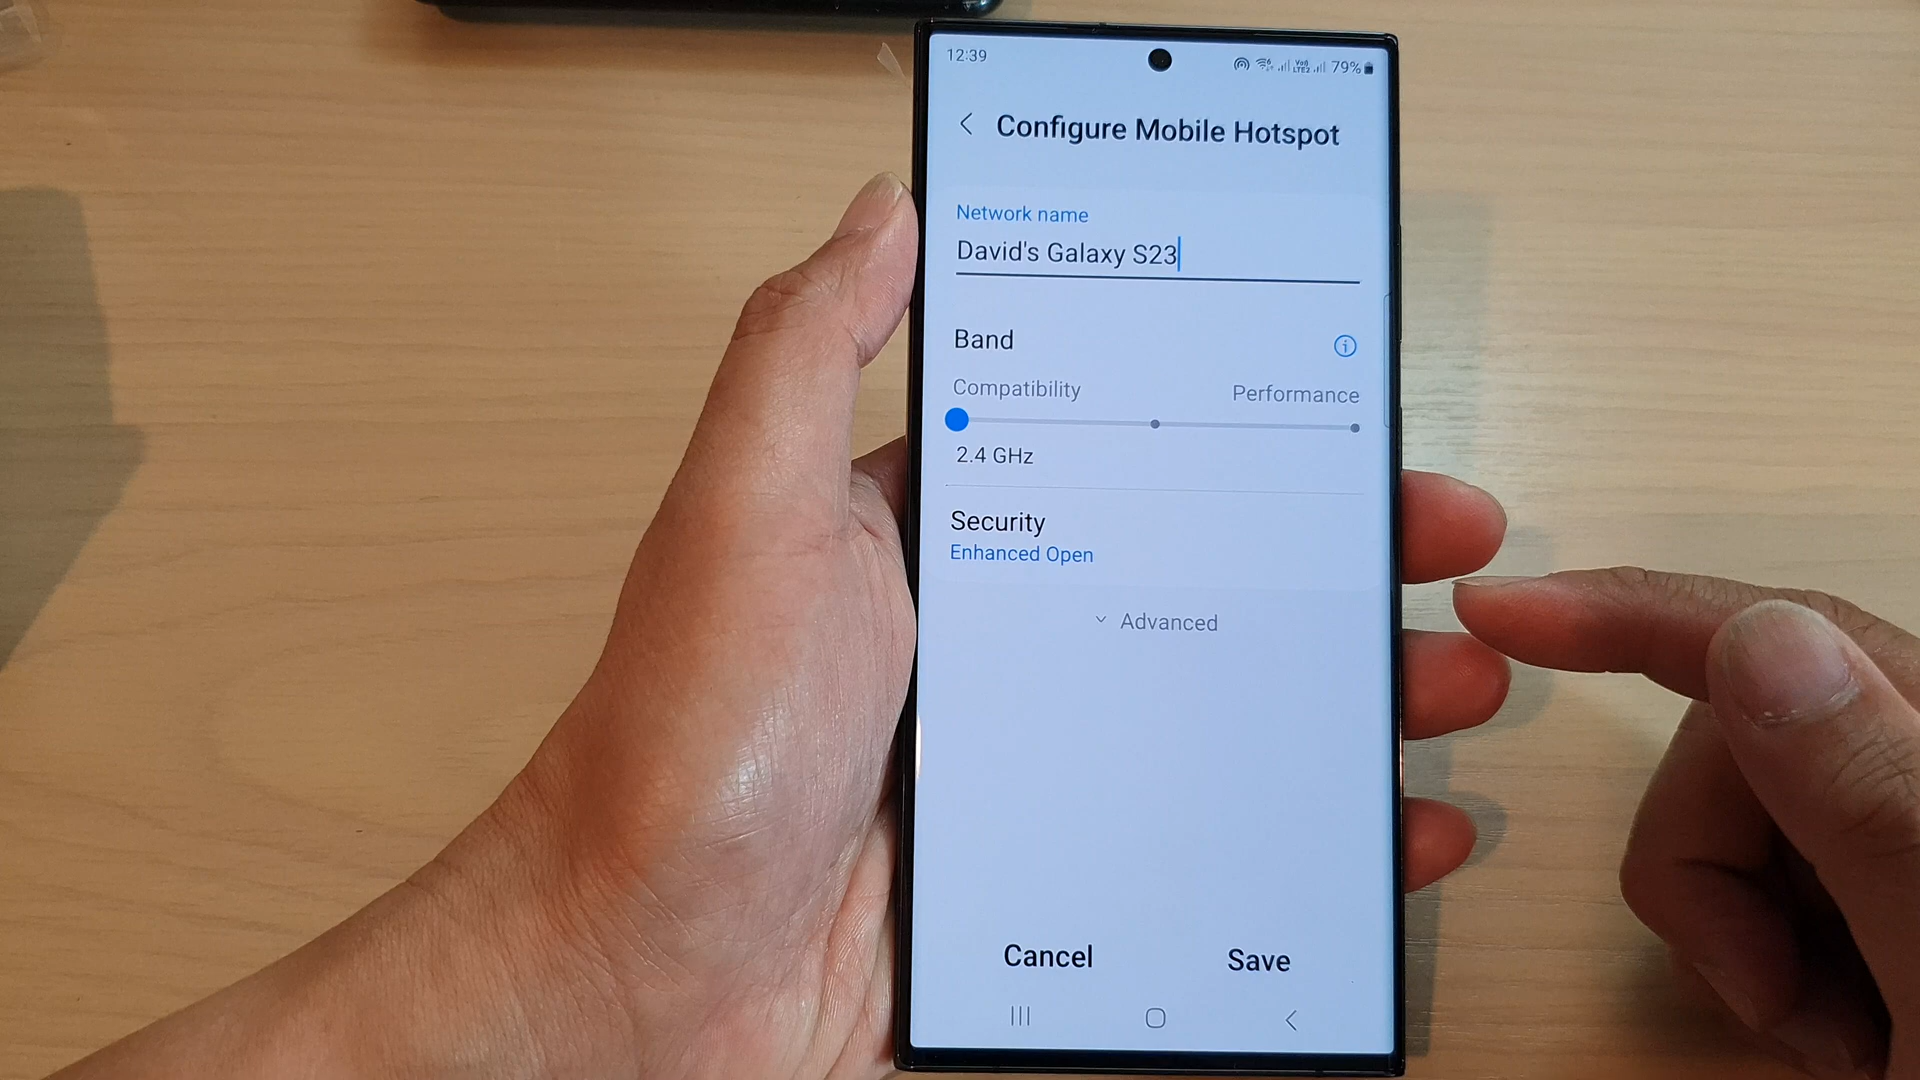 12:39
79%
Configure Mobile Hotspot
Network name
David's Galaxy S23
Band
Compatibility Performance
2.4 GHz
Security
Enhanced Open
Advanced
Cancel Save